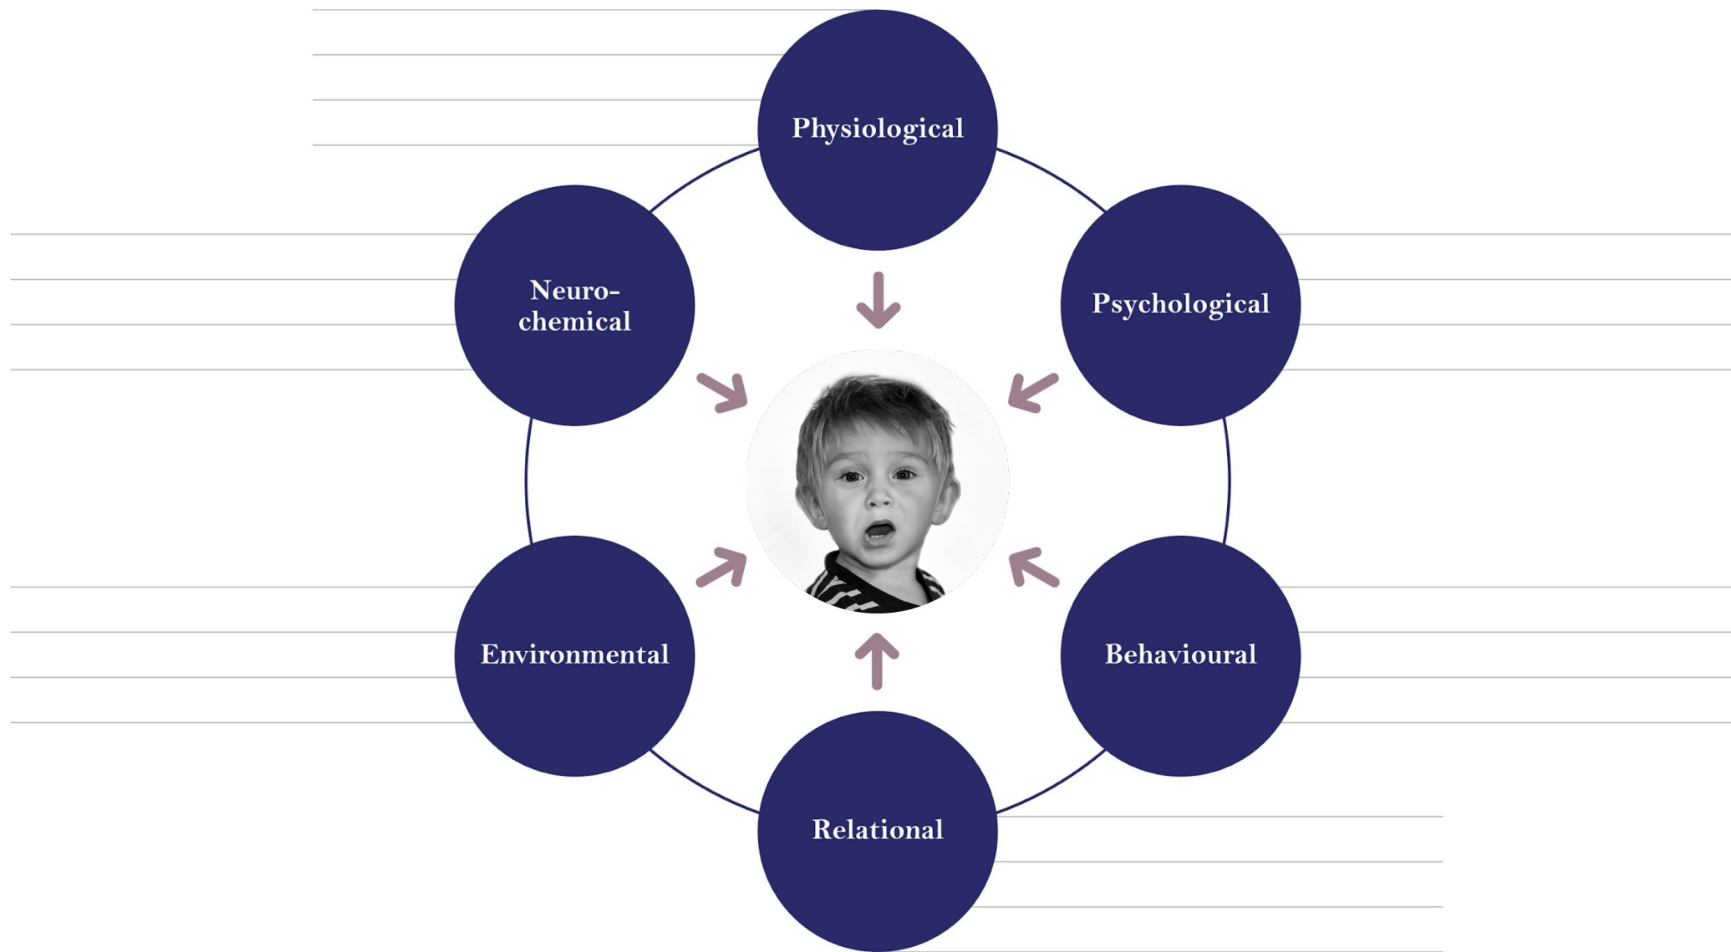 Physiological
Neuro-
chemical
Psychological
Environmental
Behavioural
Relational